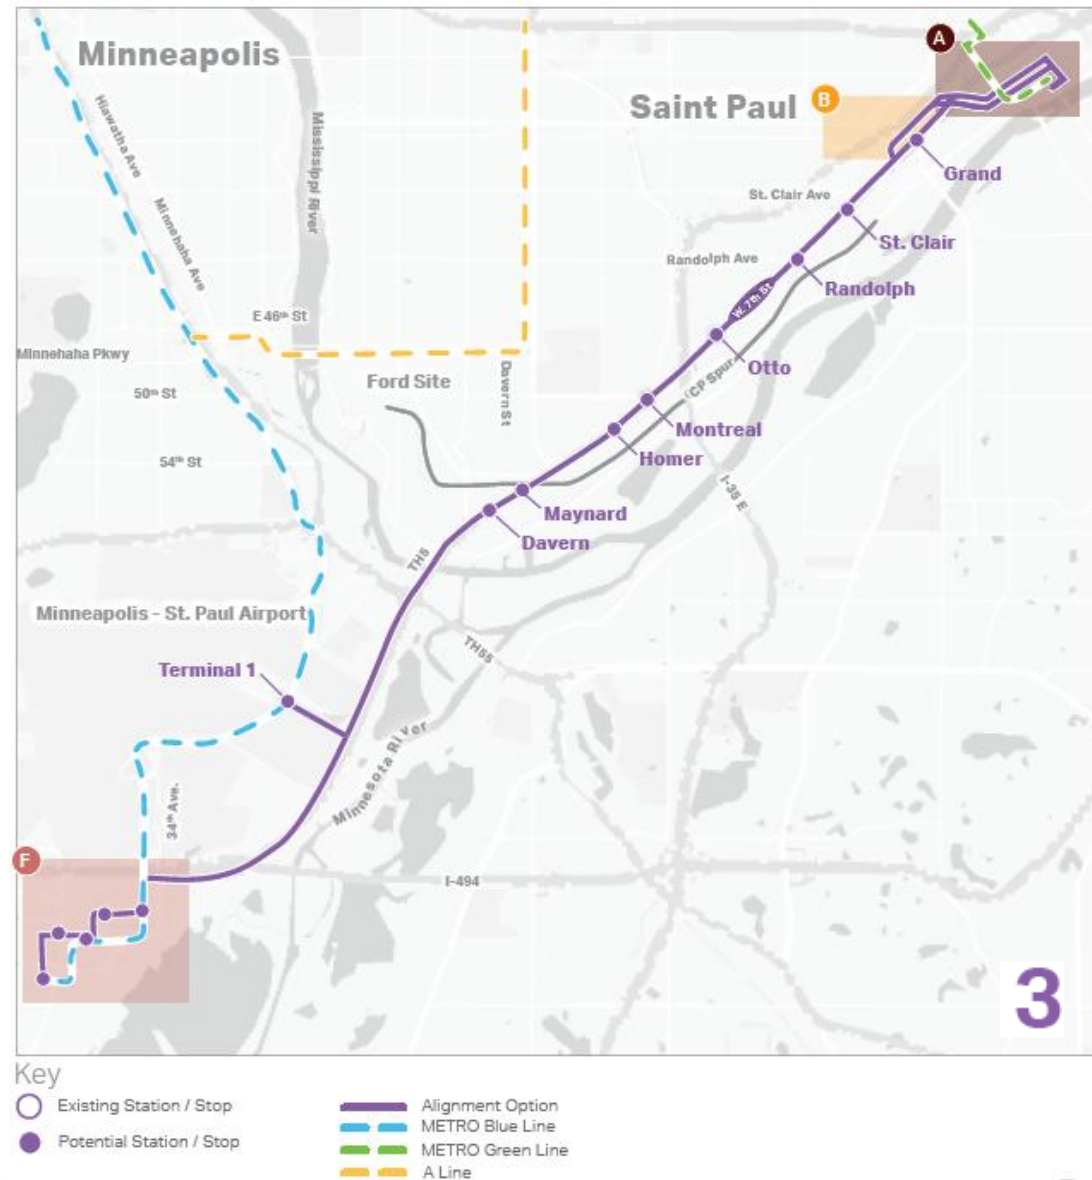 Minneapolis
A
Saint Paul
B
Hiawatha Ave
Mississippi River
Grand
St. Clair Ave
Minnehaha Ave
St. Clair
Randolph Ave
Randolph
W. 7th St
E 46th St
Minnehaha Pkwy
Otto
Ford Site
Davern St
CP Spur
50th St
Montreal
Homer
54th St
I-35 E
Maynard
Davern
TH5
Minneapolis - St. Paul Airport
TH55
Terminal 1
Minnesota River
34th Ave.
F
I-494
3
Key
Existing Station / Stop
Potential Station / Stop
Alignment Option
METRO Blue Line
METRO Green Line
A Line